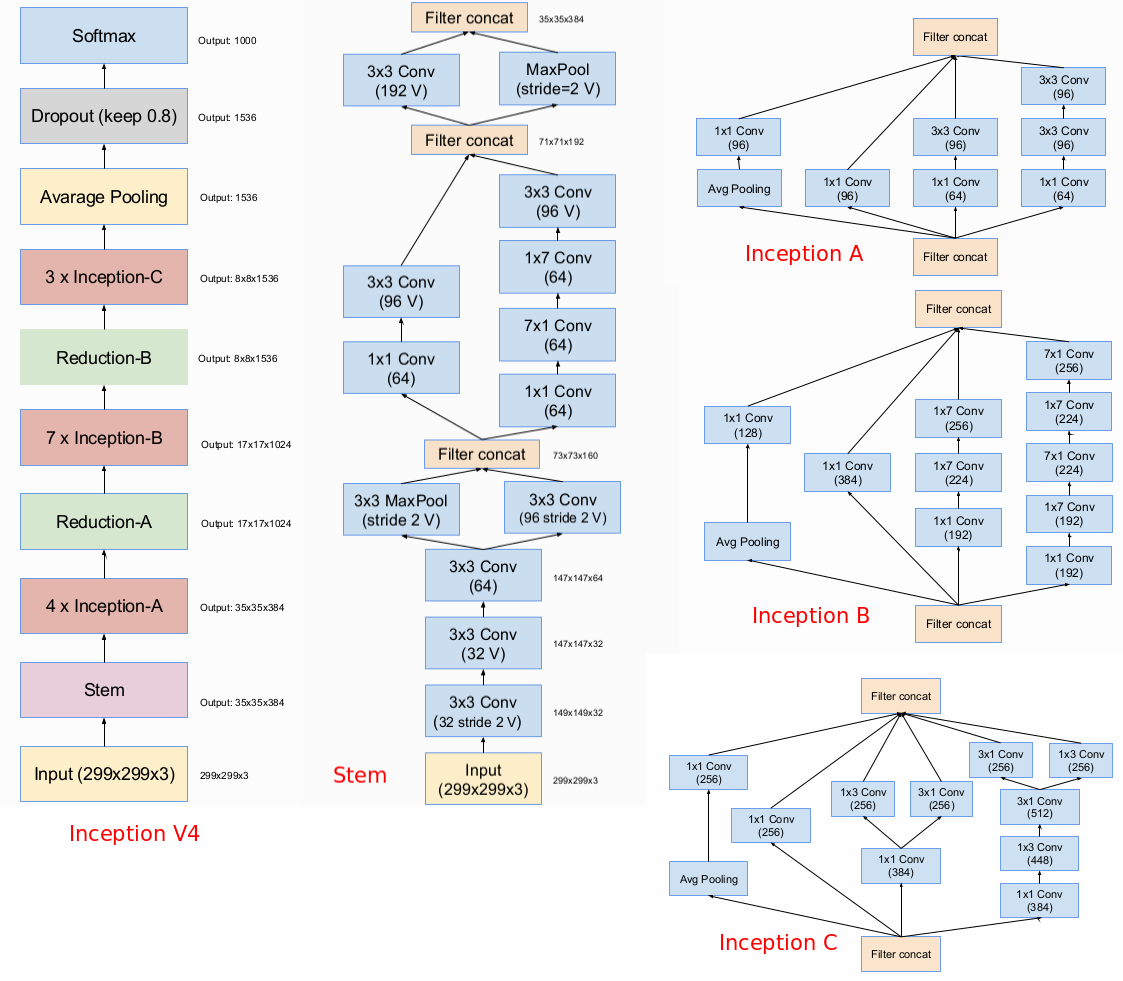 Softmax
Output: 1000
Dropout (keep 0.8)
Output: 1536
Avarage Pooling
Output: 1536
3 x Inception-C
Output: 8x8x1536
Reduction-B
Output: 8x8x1536
7 x Inception-B
Output: 17x17x1024
Reduction-A
Output: 17x17x1024
4 x Inception-A
Output: 35x35x384
Stem
Output: 35x35x384
Input (299x299x3)
299x299x3
Inception V4
Filter concat
35x35x384
3x3 Conv
(192 V)
MaxPool
(stride=2 V)
Filter concat
71x71x192
3x3 Conv
(96 V)
1x7 Conv
(64)
3x3 Conv
(96 V)
7x1 Conv
(64)
1x1 Conv
(64)
1x1 Conv
(64)
Filter concat
73x73x160
3x3 MaxPool
(stride 2 V)
3x3 Conv
(96 stride 2 V)
3x3 Conv
(64)
147x147x64
3x3 Conv
(32 V)
147x147x32
3x3 Conv
(32 stride 2 V)
149x149x32
Input
(299x299x3)
299x299x3
Stem
Filter concat
3x3 Conv
(96)
1x1 Conv
(96)
3x3 Conv
(96)
3x3 Conv
(96)
Avg Pooling
1x1 Conv
(96)
1x1 Conv
(64)
1x1 Conv
(64)
Filter concat
Inception A
Filter concat
7x1 Conv
(256)
1x1 Conv
(128)
1x7 Conv
(256)
1x7 Conv
(224)
1x1 Conv
(384)
1x7 Conv
(224)
7x1 Conv
(224)
Avg Pooling
1x1 Conv
(192)
1x7 Conv
(192)
1x1 Conv
(192)
Filter concat
Inception B
Filter concat
1x1 Conv
(256)
3x1 Conv
(256)
1x3 Conv
(256)
1x1 Conv
(256)
1x3 Conv
(256)
3x1 Conv
(256)
3x1 Conv
(512)
1x3 Conv
(448)
Avg Pooling
1x1 Conv
(384)
1x1 Conv
(384)
Filter concat
Inception C